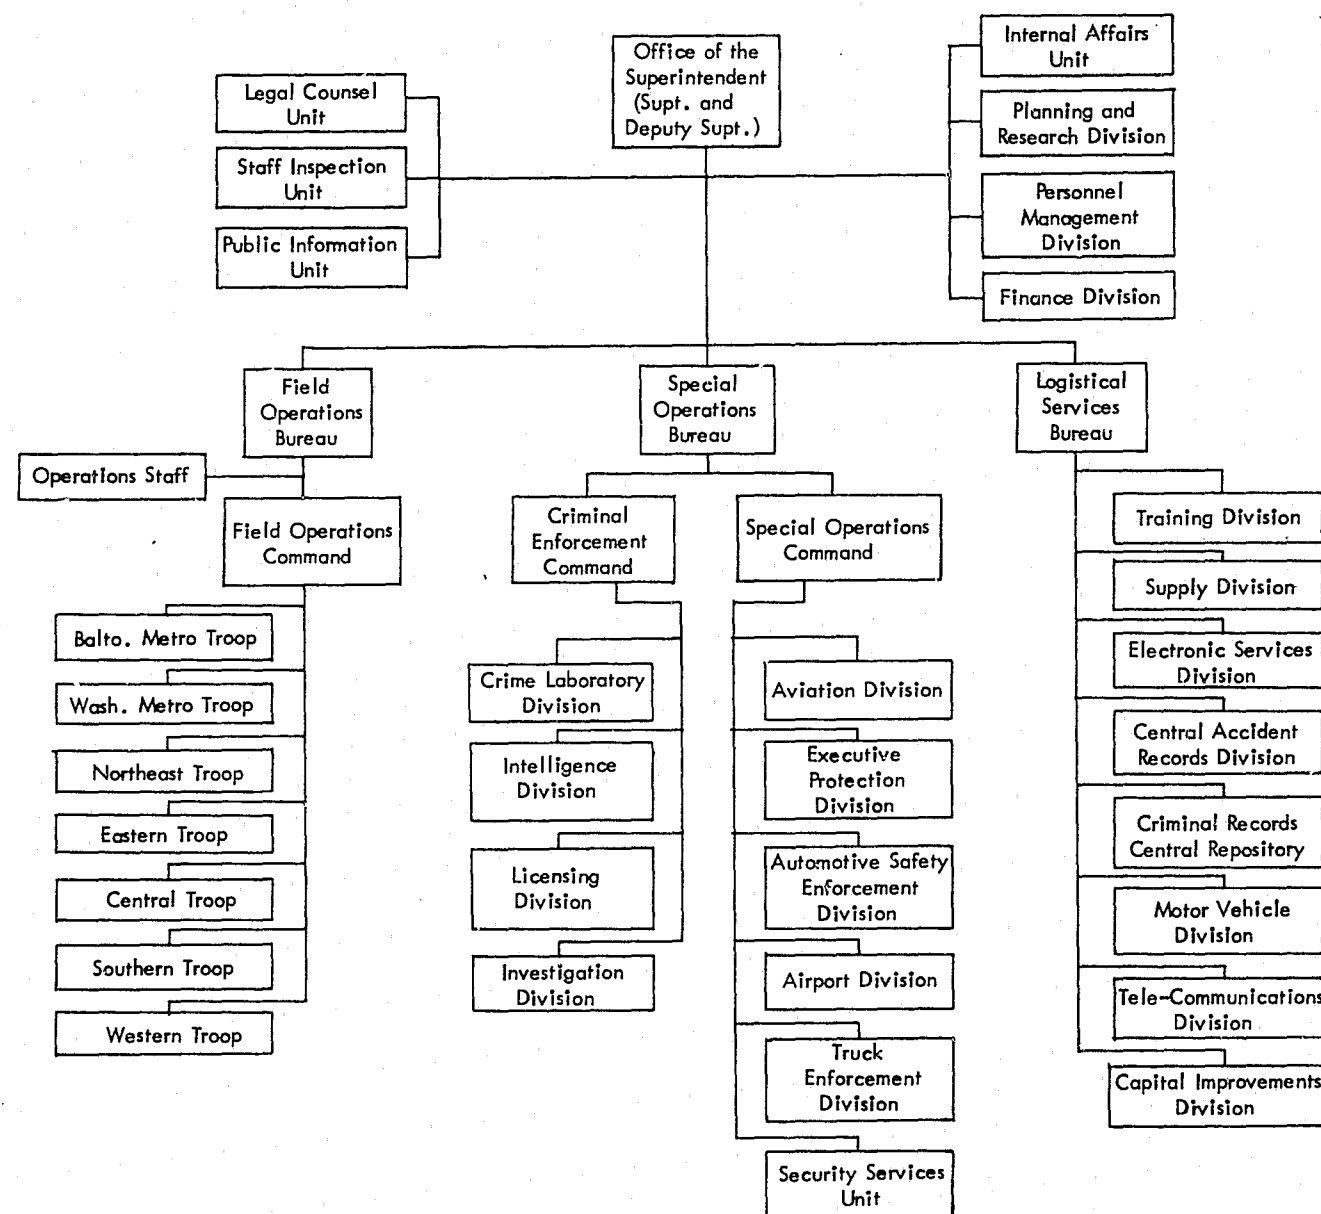 Office of the
Superintendent
(Supt. and
Deputy Supt.)
Legal Counsel
Unit
Staff Inspection
Unit
Public Information
Unit
Internal Affairs
Unit
Planning and
Research Division
Personnel
Management
Division
Finance Division
Field
Operations
Bureau
Operations Staff
Field Operations
Command
Balto. Metro Troop
Wash. Metro Troop
Northeast Troop
Eastern Troop
Central Troop
Southern Troop
Western Troop
Special
Operations
Bureau
Criminal
Enforcement
Command
Crime Laboratory
Division
Intelligence
Division
Licensing
Division
Investigation
Division
Special Operations
Command
Aviation Division
Executive
Protection
Division
Automotive Safety
Enforcement
Division
Airport Division
Truck
Enforcement
Division
Security Services
Unit
Logistical
Services
Bureau
Training Division
Supply Division
Electronic Services
Division
Central Accident
Records Division
Criminal Records
Central Repository
Motor Vehicle
Division
Tele-Communications
Division
Capital Improvements
Division